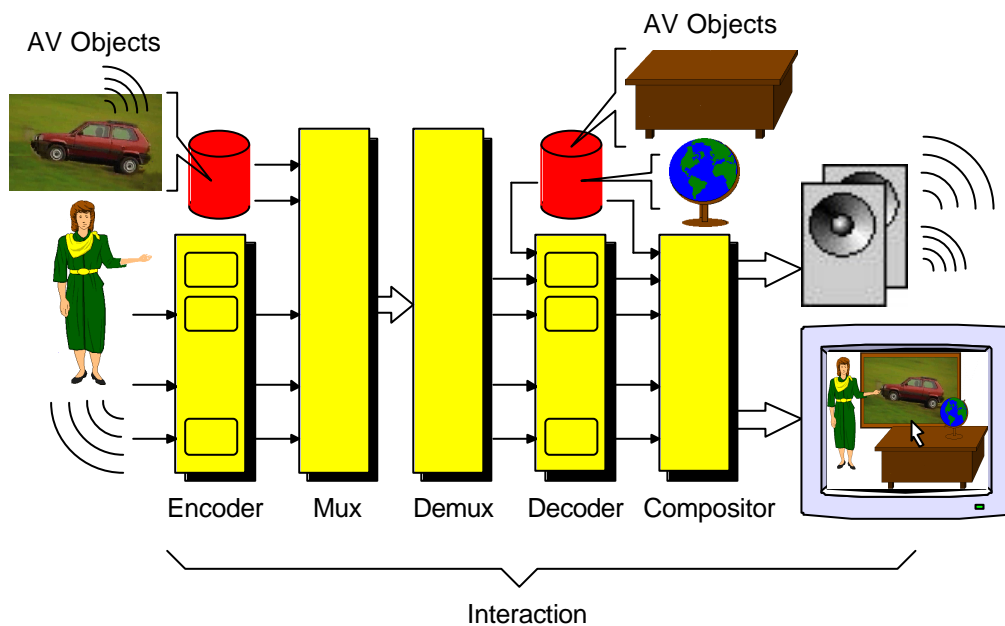 AV Objects
AV Objects
Encoder
Mux
Demux
Decoder
Compositor
Interaction